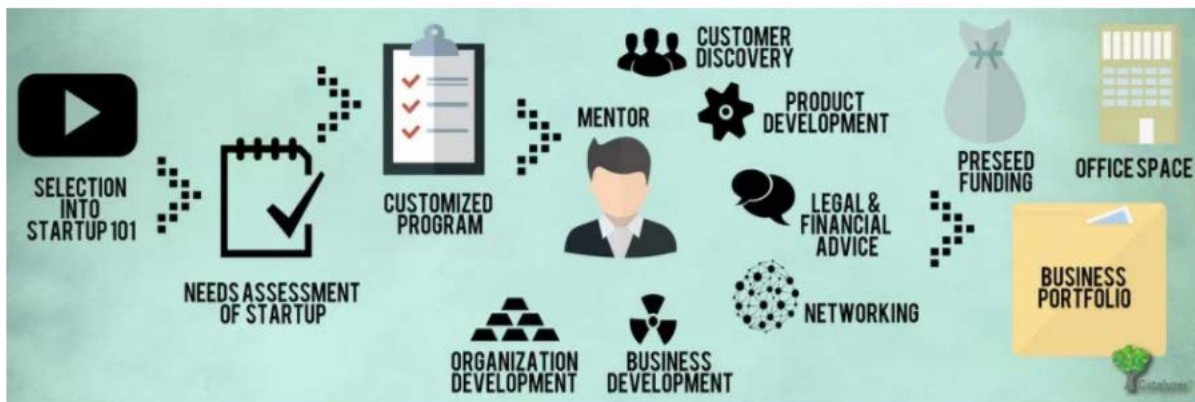 SELECTION
INTO
STARTUP 101
NEEDS ASSESSMENT
OF STARTUP
CUSTOMIZED
PROGRAM
MENTOR
CUSTOMER
DISCOVERY
PRODUCT
DEVELOPMENT
LEGAL &
FINANCIAL
ADVICE
NETWORKING
ORGANIZATION
DEVELOPMENT
BUSINESS
DEVELOPMENT
PRESEED
FUNDING
OFFICE SPACE
BUSINESS
PORTFOLIO